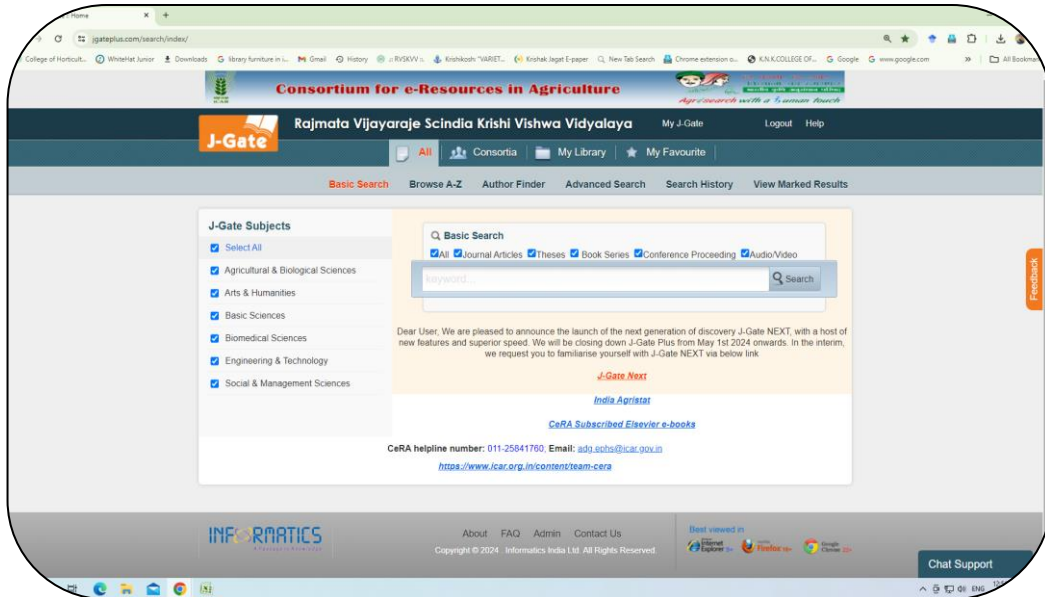 Home
jgateplus.com/search/index/
College of Horticult... WhiteHat Junior Downloads library furniture in i... Gmail History :: RVSKVV :: Krishikosh "VARIET... Krishak Jagat E-paper New Tab Search Chrome extension o... K.N.K.COLLEGE OF... Google www.google.com » All Bookmar
Consortium for e-Resources in Agriculture
Agrisearch with a human touch
J-Gate
Rajmata Vijayaraje Scindia Krishi Vishwa Vidyalaya My J-Gate Logout Help
All Consortia My Library My Favourite
Basic Search Browse A-Z Author Finder Advanced Search Search History View Marked Results
J-Gate Subjects
Select All
Agricultural & Biological Sciences
Arts & Humanities
Basic Sciences
Biomedical Sciences
Engineering & Technology
Social & Management Sciences
Basic Search
All Journal Articles Theses Book Series Conference Proceeding Audio/Video
keyword... Search
Dear User, We are pleased to announce the launch of the next generation of discovery J-Gate NEXT, with a host of
new features and superior speed. We will be closing down J-Gate Plus from May 1st 2024 onwards. In the interim,
we request you to familiarise yourself with J-Gate NEXT via below link
J-Gate Next
India Agristat
CeRA Subscribed Elsevier e-books
CeRA helpline number: 011-25841760; Email: adg.ephs@icar.gov.in
https://www.icar.org.in/content/team-cera
Feedback
INFORMATICS
About FAQ Admin Contact Us
Copyright © 2024 Informatics India Ltd. All Rights Reserved.
Best viewed in
Internet Explorer Firefox Google Chrome
Chat Support
ENG